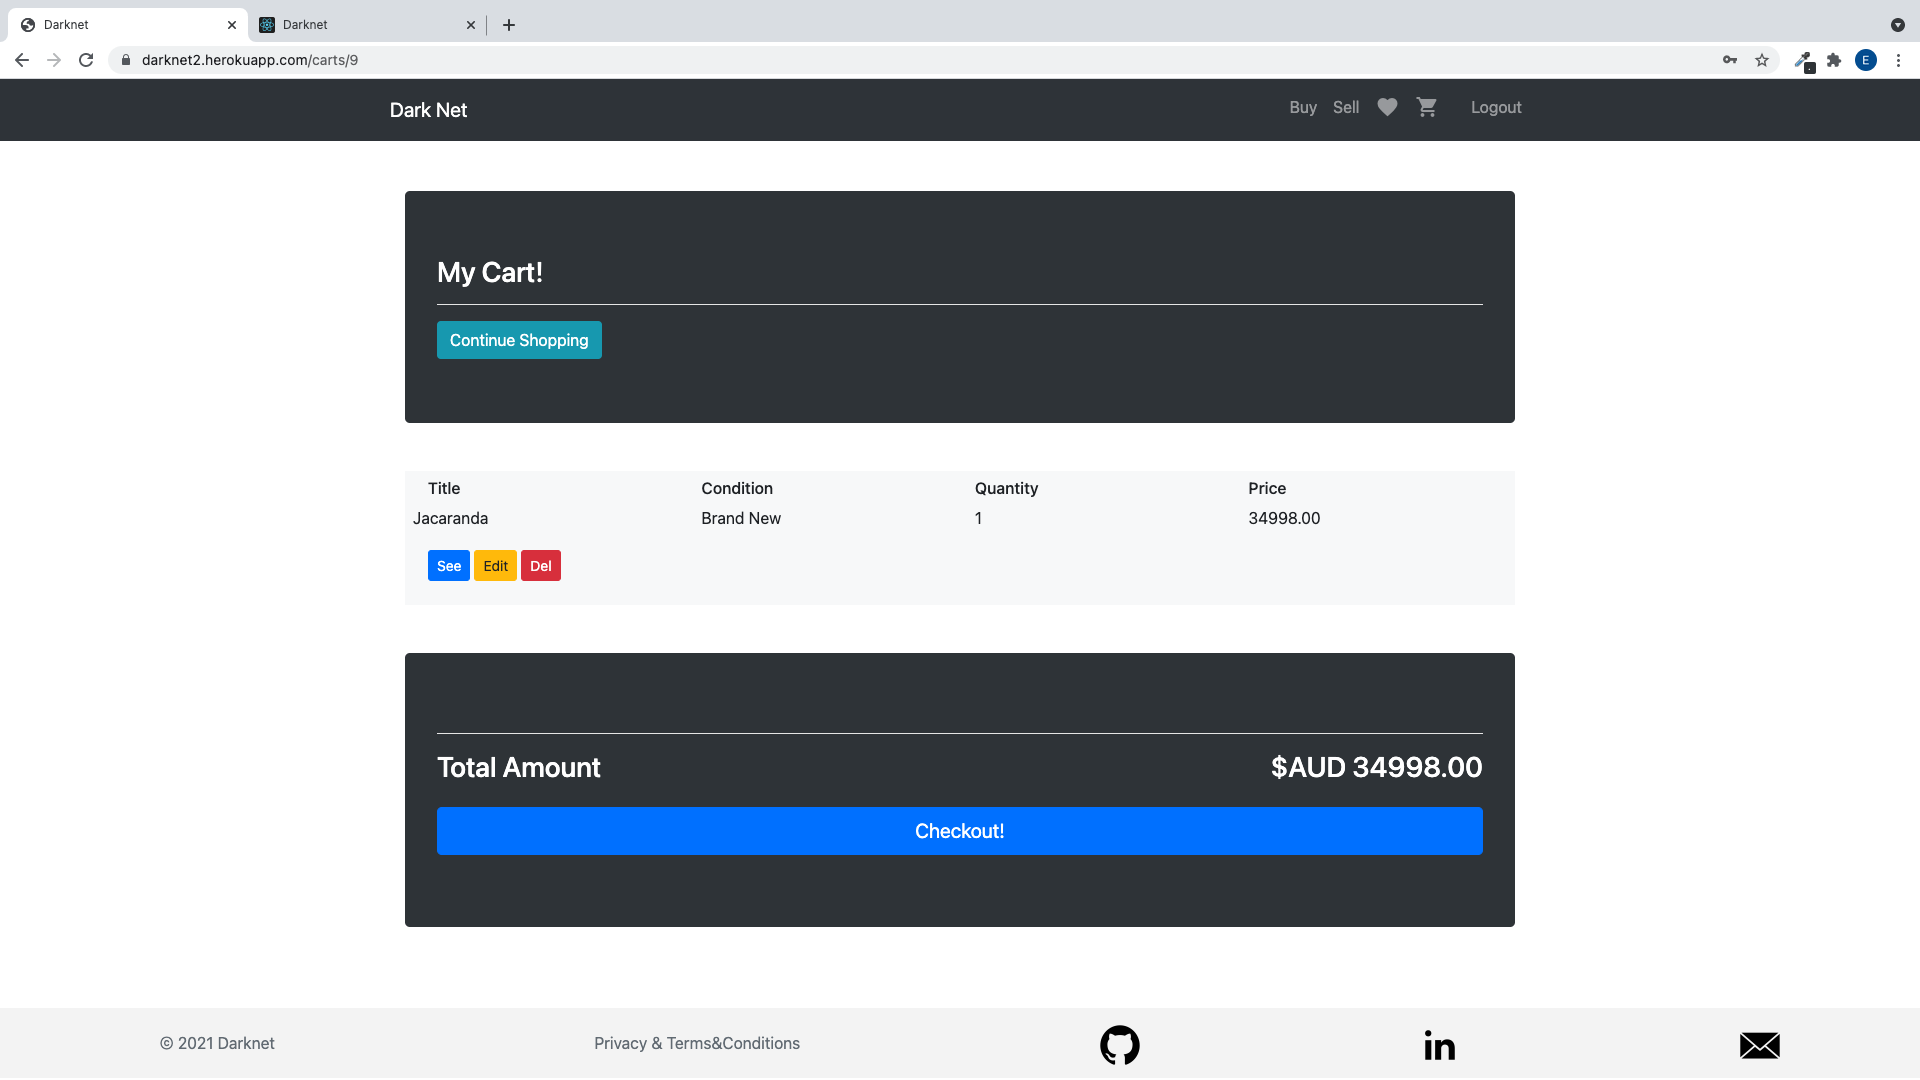 Darknet
Darknet
darknet2.herokuapp.com/carts/9
E
Dark Net
Buy Sell Logout
My Cart!
Continue Shopping
Title Condition Quantity Price
Jacaranda Brand New 1 34998.00
See Edit Del
Total Amount $AUD 34998.00
Checkout!
© 2021 Darknet Privacy & Terms&Conditions in